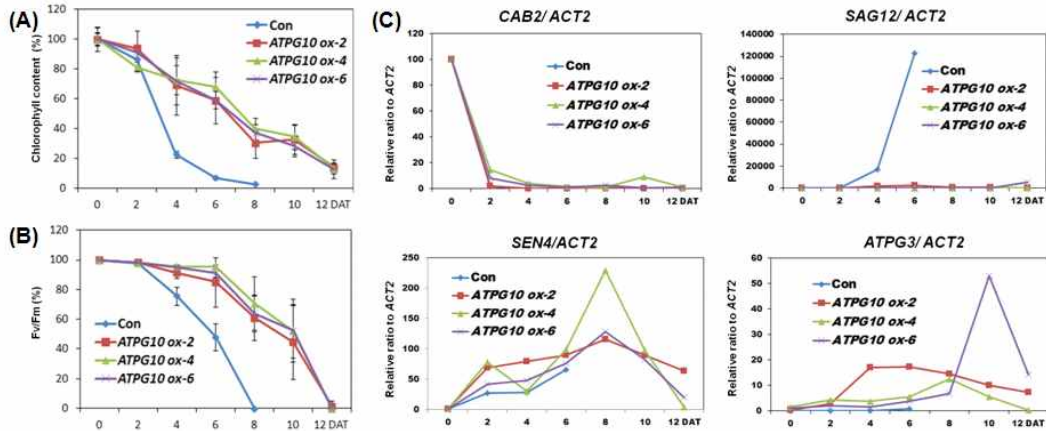 (A)
Chlorophyll content (%)
120
100
80
60
40
20
0
0 2 4 6 8 10 12 DAT
Con
ATPG10 ox-2
ATPG10 ox-4
ATPG10 ox-6
(B)
Fv/Fm (%)
120
100
80
60
40
20
0
0 2 4 6 8 10 12 DAT
Con
ATPG10 ox-2
ATPG10 ox-4
ATPG10 ox-6
(C)
CAB2/ ACT2
Relative ratio to ACT2
120
100
80
60
40
20
0
0 2 4 6 8 10 12 DAT
Con
ATPG10 ox-2
ATPG10 ox-4
ATPG10 ox-6
SAG12/ ACT2
Relative ratio to ACT2
140000
120000
100000
80000
60000
40000
20000
0
0 2 4 6 8 10 12 DAT
Con
ATPG10 ox-2
ATPG10 ox-4
ATPG10 ox-6
SEN4/ACT2
Relative ratio to ACT2
250
200
150
100
50
0
0 2 4 6 8 10 12 DAT
Con
ATPG10 ox-2
ATPG10 ox-4
ATPG10 ox-6
ATPG3/ ACT2
Relative ratio to ACT2
60
50
40
30
20
10
0
0 2 4 6 8 10 12 DAT
Con
ATPG10 ox-2
ATPG10 ox-4
ATPG10 ox-6